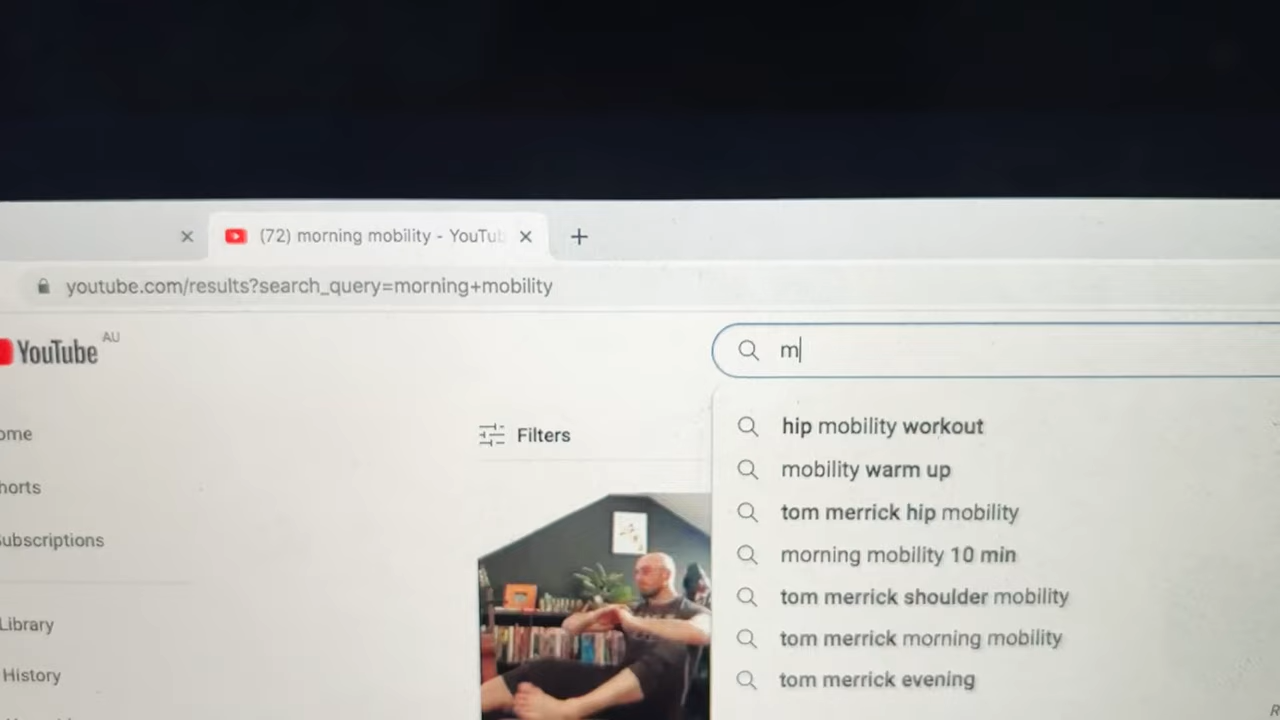 (72) morning mobility - YouTub
youtube.com/results?search_query=morning+mobility
YouTube AU
m
ome
Filters
hip mobility workout
horts
mobility warm up
tom merrick hip mobility
ubscriptions
morning mobility 10 min
tom merrick shoulder mobility
Library
tom merrick morning mobility
History
tom merrick evening